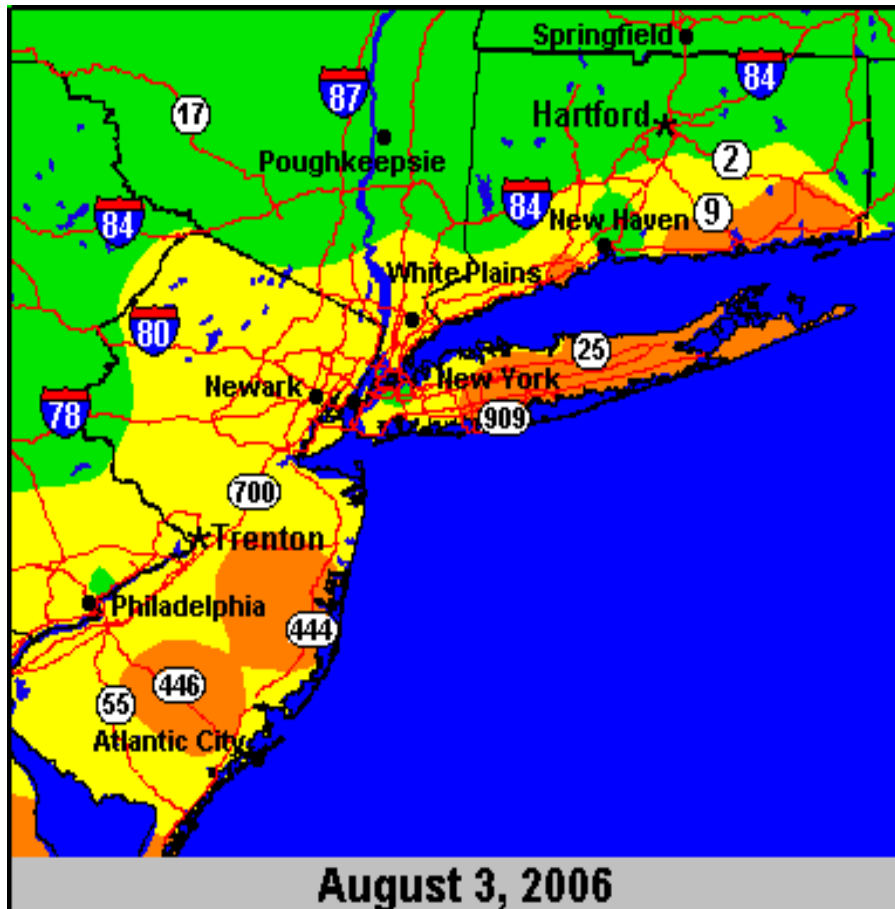 Springfield
84
87
17
Hartford
Poughkeepsie
2
84
84
9
New Haven
White Plains
80
25
Newark
New York
78
909
700
Trenton
Philadelphia
444
446
55
Atlantic City
August 3, 2006